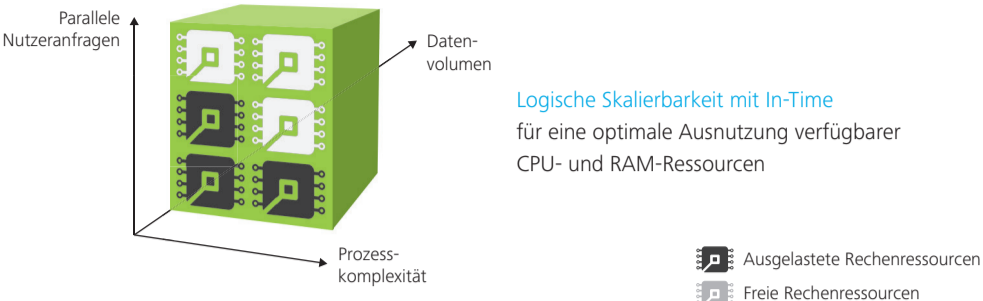 Parallele
Nutzeranfragen
Daten-
volumen
Logische Skalierbarkeit mit In-Time
für eine optimale Ausnutzung verfügbarer
CPU- und RAM-Ressourcen
Prozess-
komplexität
Ausgelastete Rechenressourcen
Freie Rechenressourcen